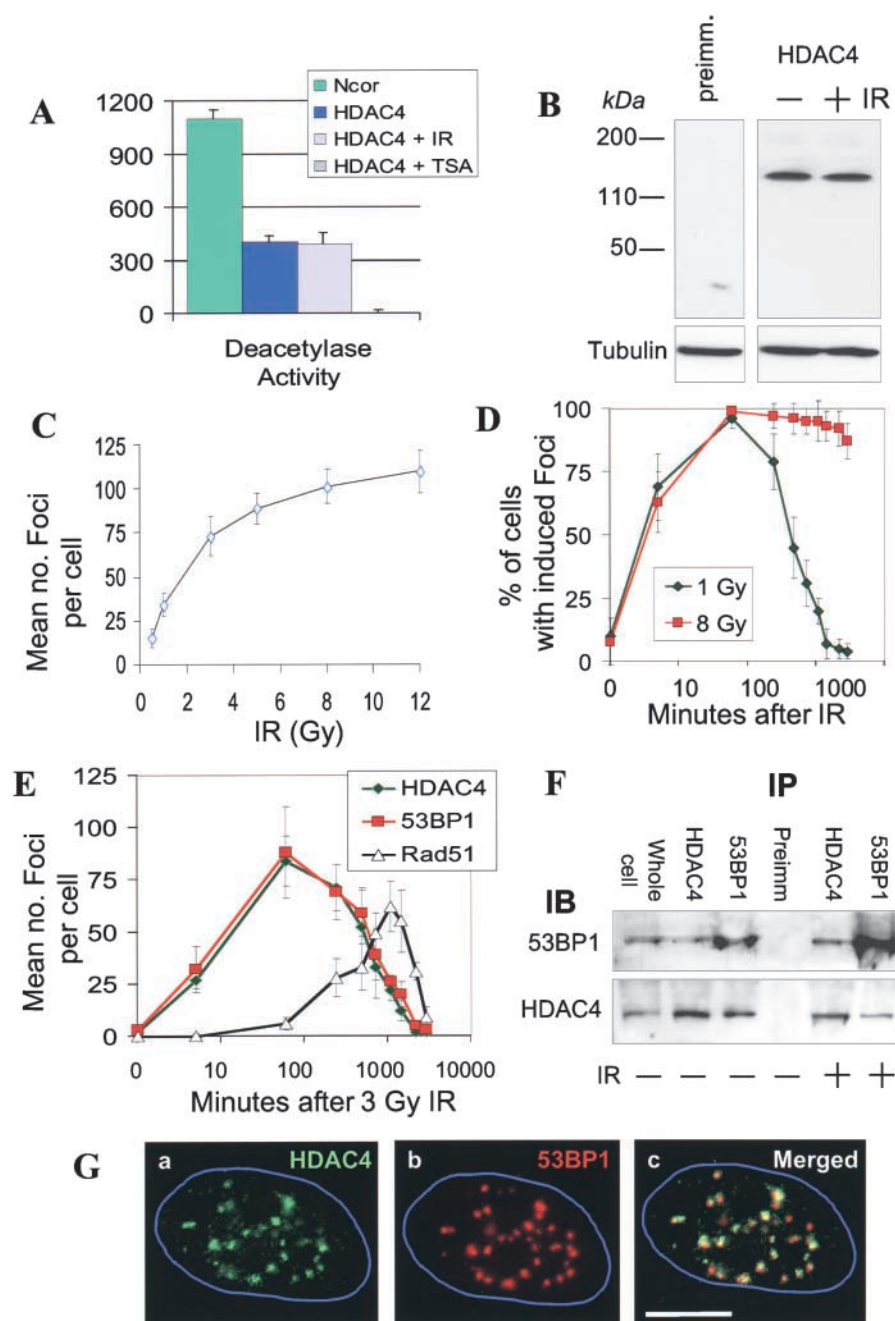 A
1200
900
600
300
0
Ncor
HDAC4
HDAC4 + IR
HDAC4 + TSA
Deacetylase
Activity
B
kDa
preimm.
HDAC4
— + IR
200
110
50
Tubulin
C
125
100
75
50
25
0
Mean no. Foci
per cell
0 2 4 6 8 10 12
IR (Gy)
D
100
75
50
25
0
% of cells
with induced Foci
1 Gy
8 Gy
0 10 100 1000
Minutes after IR
E
125
100
75
50
25
0
Mean no. Foci
per cell
HDAC4
53BP1
Rad51
0 10 100 1000 10000
Minutes after 3 Gy IR
F
IP
Whole
cell
HDAC4
53BP1
Preimm
HDAC4
53BP1
IB
53BP1
HDAC4
IR — — — — + +
G
a HDAC4
b 53BP1
c Merged